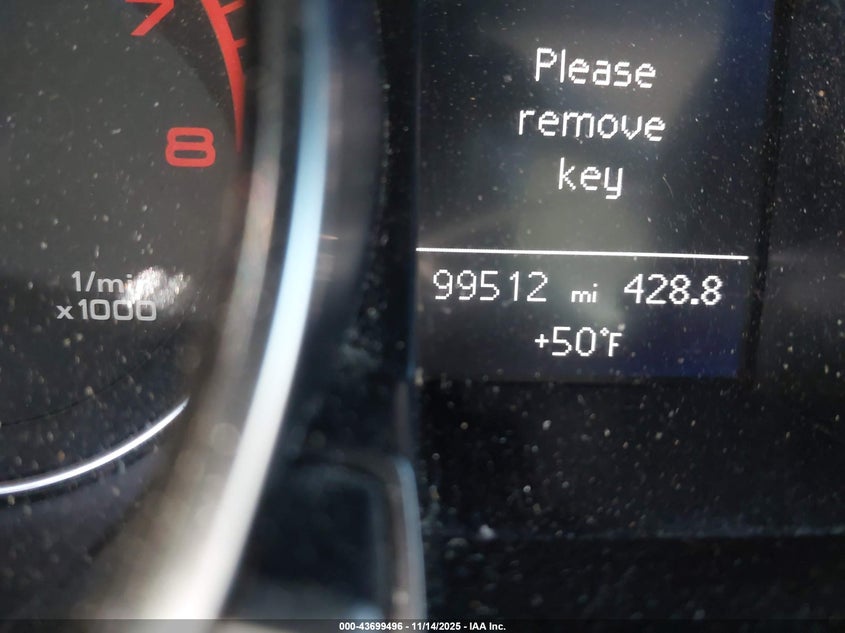 7
8
1/min
x1000
Please
remove
key
99512 mi 428.8
+50°F
000-43699496 - 11/14/2025 - IAA Inc.